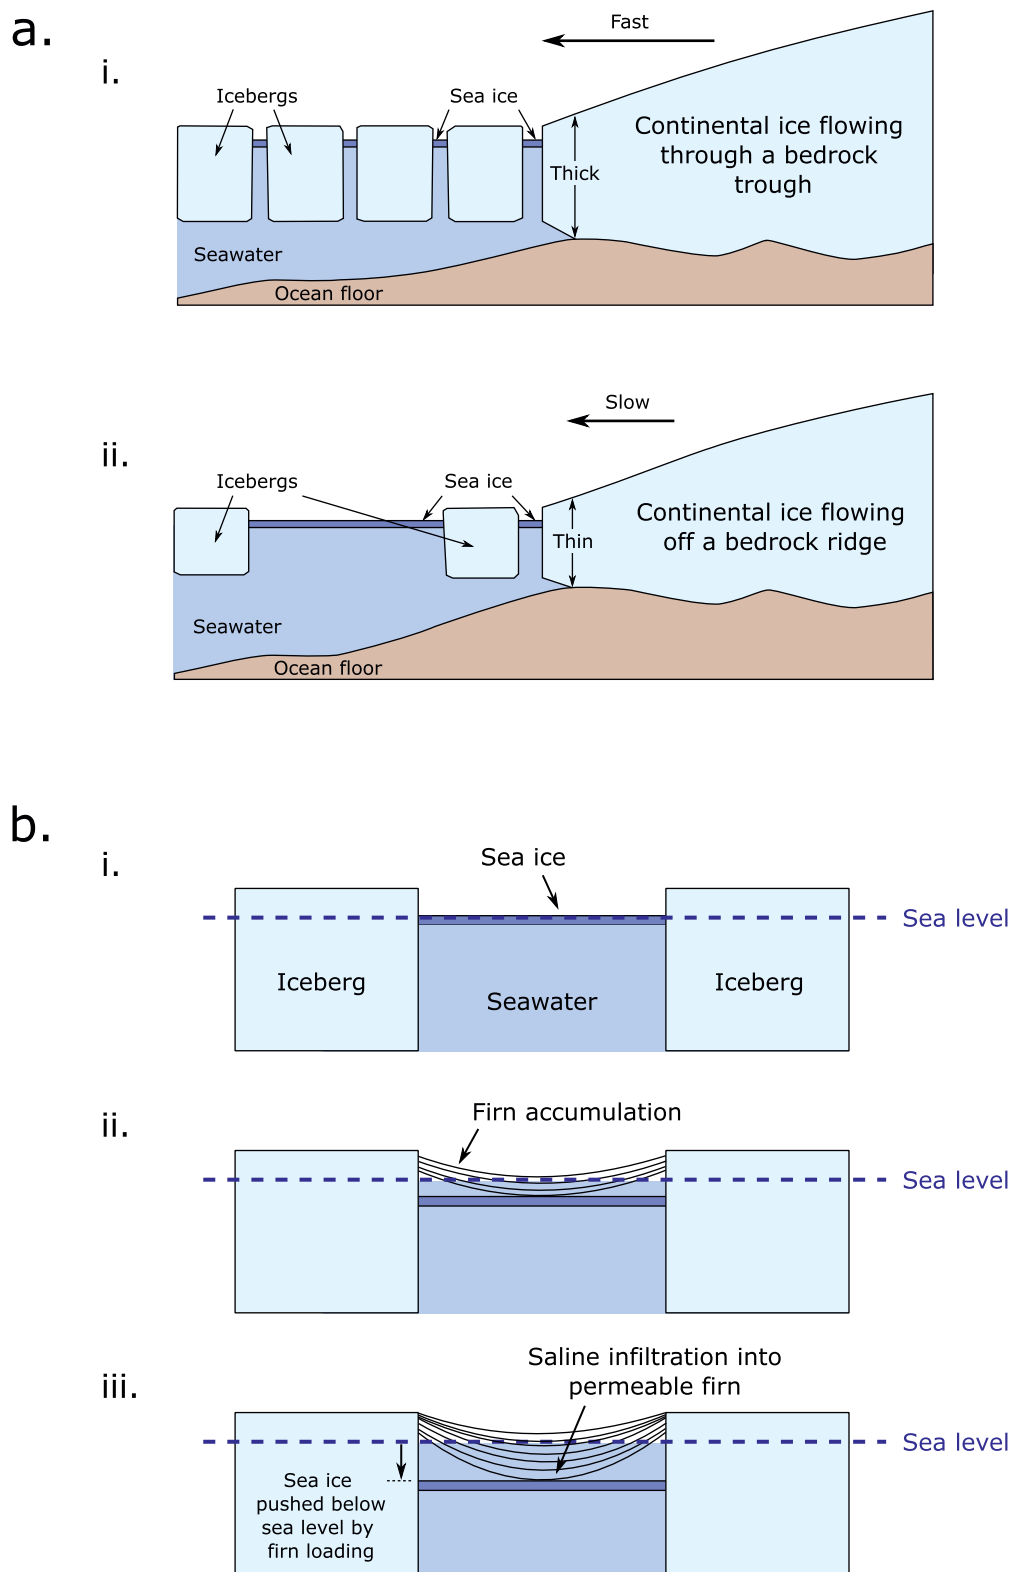 a.
i.
Fast
Icebergs
Sea ice
Continental ice flowing
through a bedrock
trough
Thick
Seawater
Ocean floor
ii.
Slow
Icebergs
Sea ice
Continental ice flowing
off a bedrock ridge
Thin
Seawater
Ocean floor
b.
i.
Sea ice
Sea level
Iceberg
Seawater
Iceberg
ii.
Firn accumulation
Sea level
iii.
Saline infiltration into
permeable firn
Sea level
Sea ice
pushed below
sea level by
firn loading